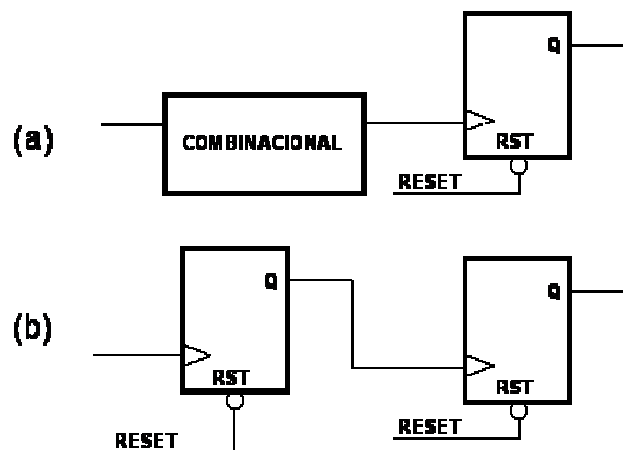 Q
(a)
COMBINACIONAL
RST
RESET
Q
Q
(b)
RST
RST
RESET
RESET